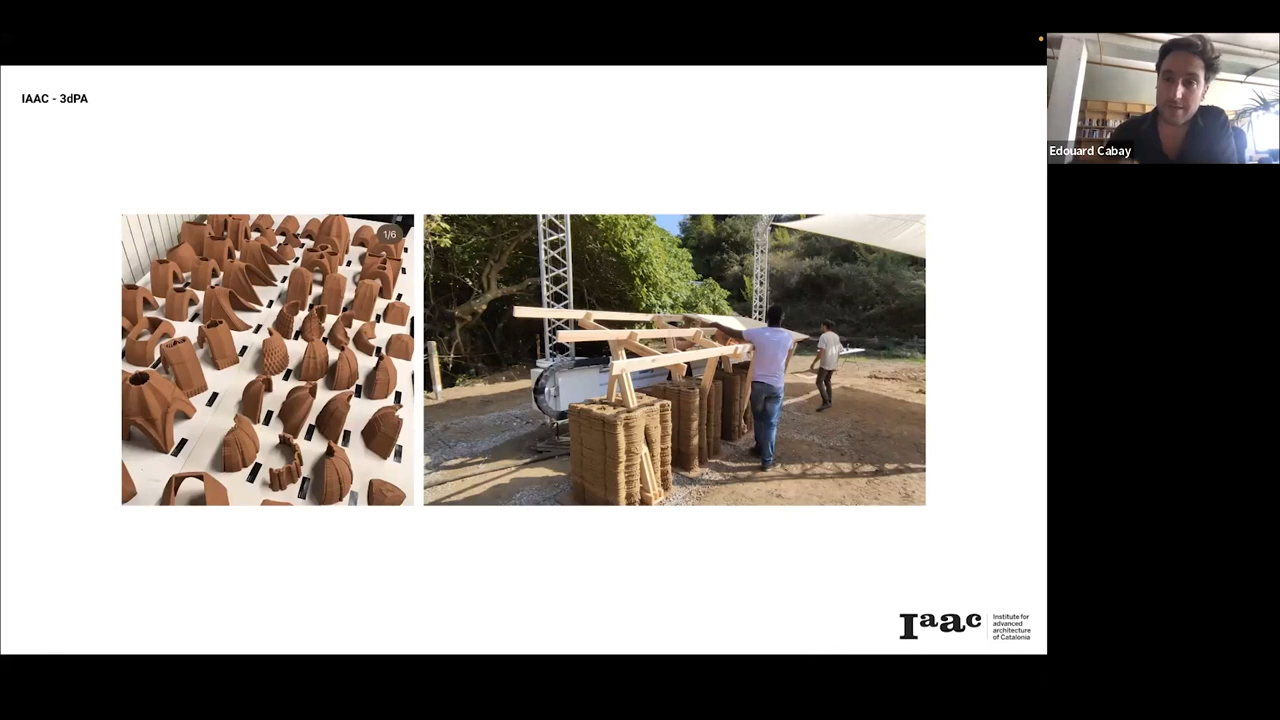 IAAC - 3dPA
1/6
Edouard Cabay
Iaac
Institute for
advanced
architecture
of Catalonia